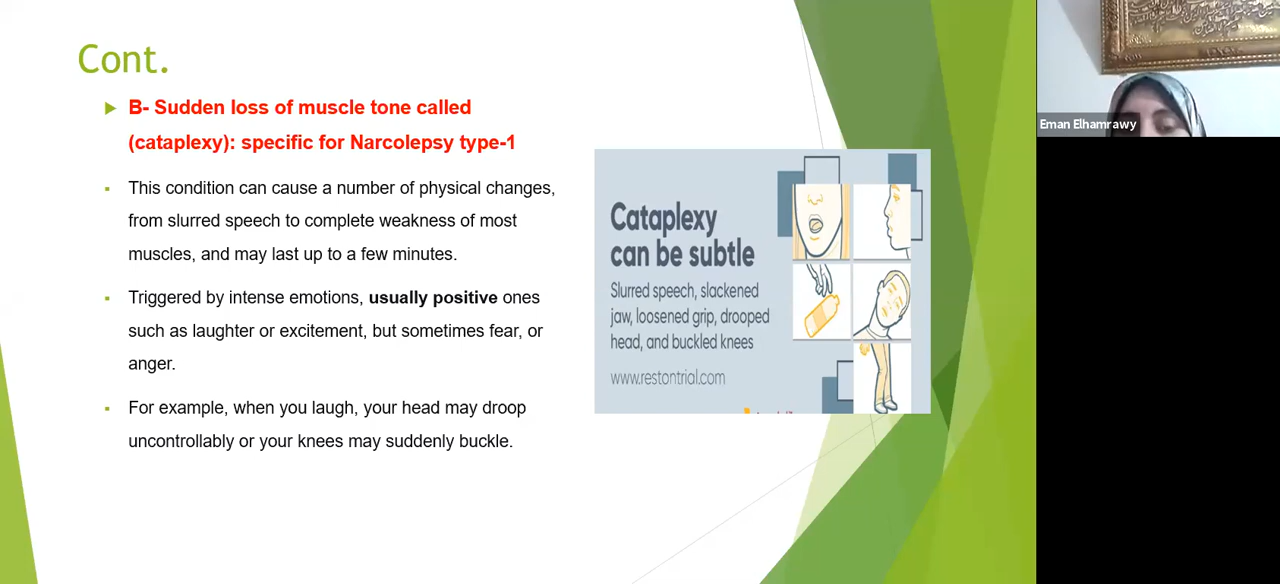 Cont.
B- Sudden loss of muscle tone called
(cataplexy): specific for Narcolepsy type-1
This condition can cause a number of physical changes,
from slurred speech to complete weakness of most
muscles, and may last up to a few minutes.
Triggered by intense emotions, usually positive ones
such as laughter or excitement, but sometimes fear, or
anger.
For example, when you laugh, your head may droop
uncontrollably or your knees may suddenly buckle.
Cataplexy
can be subtle
Slurred speech, slackened
jaw, loosened grip, drooped
head, and buckled knees
www.restontrial.com
Eman Elhamrawy